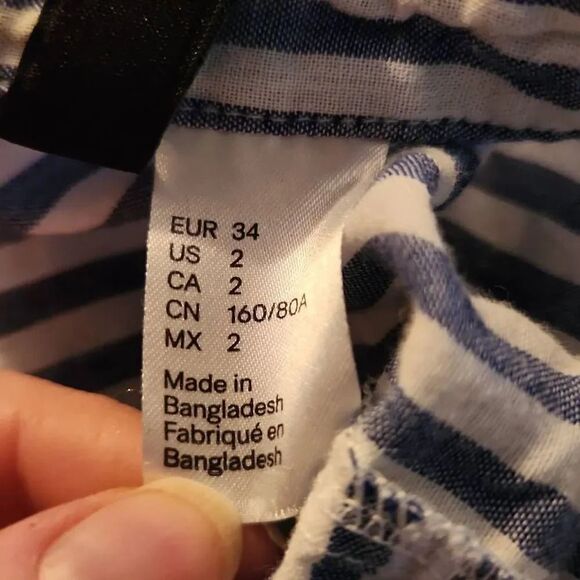 EUR 34
US 2
CA 2
CN 160/80A
MX 2
Made in
Bangladesh
Fabriqué en
Bangladesh